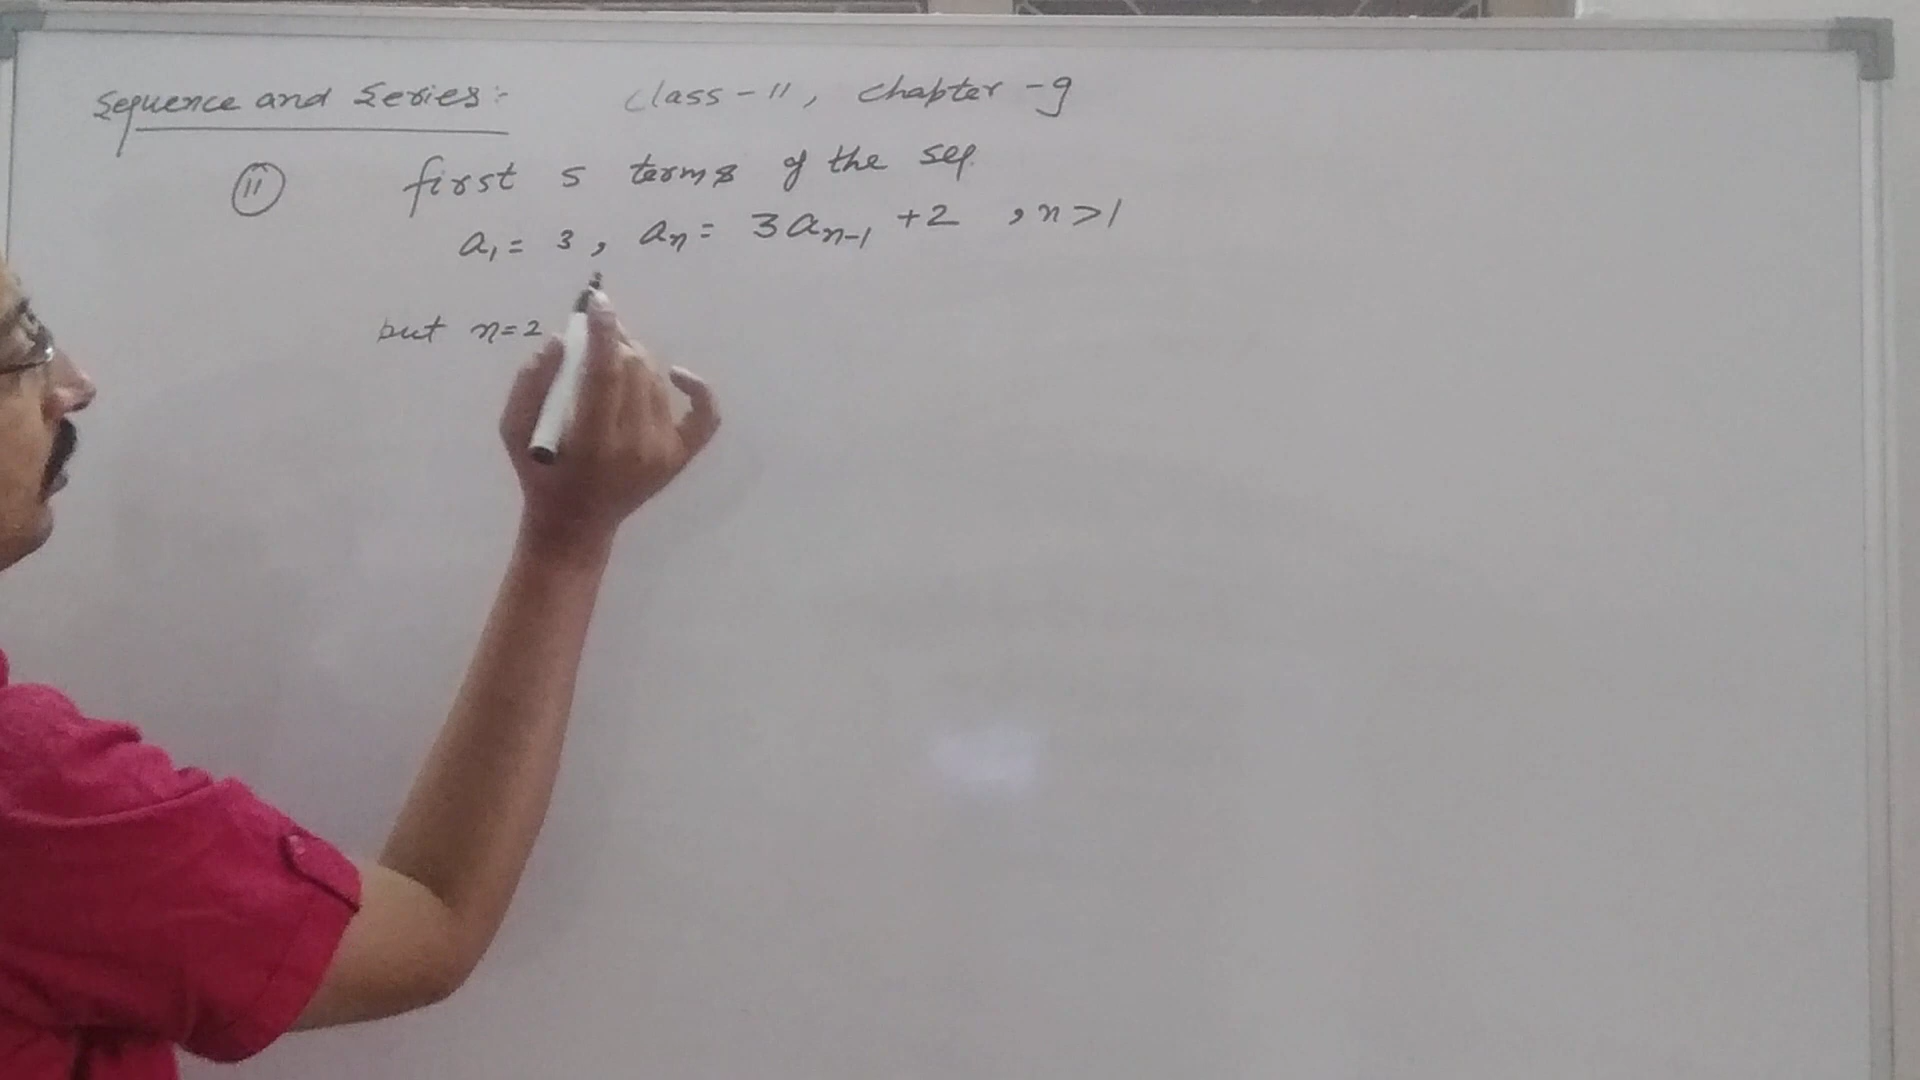 Sequence and Series:- Class-11, Chapter-9
(ii) first 5 terms of the seq.
a₁ = 3, aₙ = 3aₙ₋₁ + 2, n > 1
put n=2